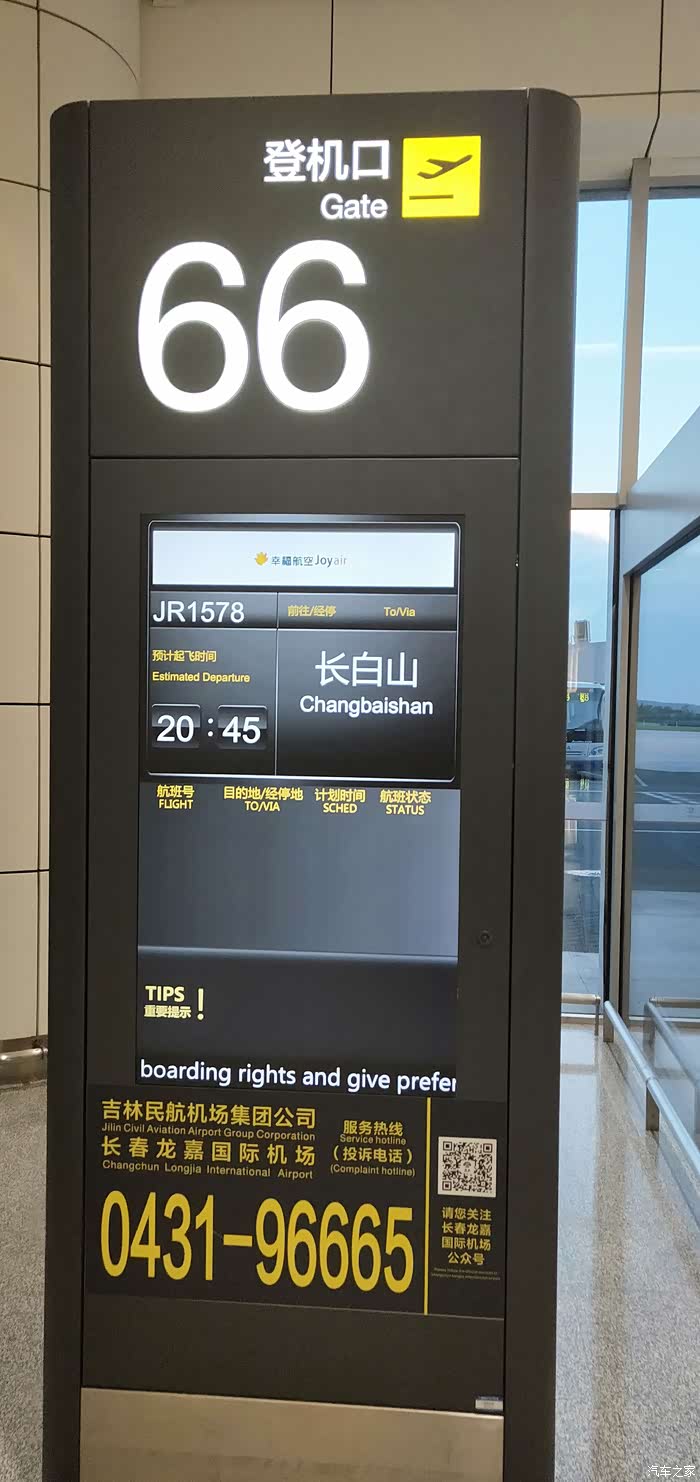 登机口
Gate
66
幸福航空Joyair
JR1578
前往/经停 To/Via
预计起飞时间
Estimated Departure
20:45
长白山
Changbaishan
航班号 目的地/经停地 计划时间 航班状态
FLIGHT TO/VIA SCHED STATUS
TIPS
重要提示!
boarding rights and give prefer
吉林民航机场集团公司
Jilin Civil Aviation Airport Group Corporation
长春龙嘉国际机场
Changchun Longjia International Airport
服务热线
Service hotline
(投诉电话)
(Complaint hotline)
0431-96665
请您关注
长春龙嘉
国际机场
公众号
汽车之家